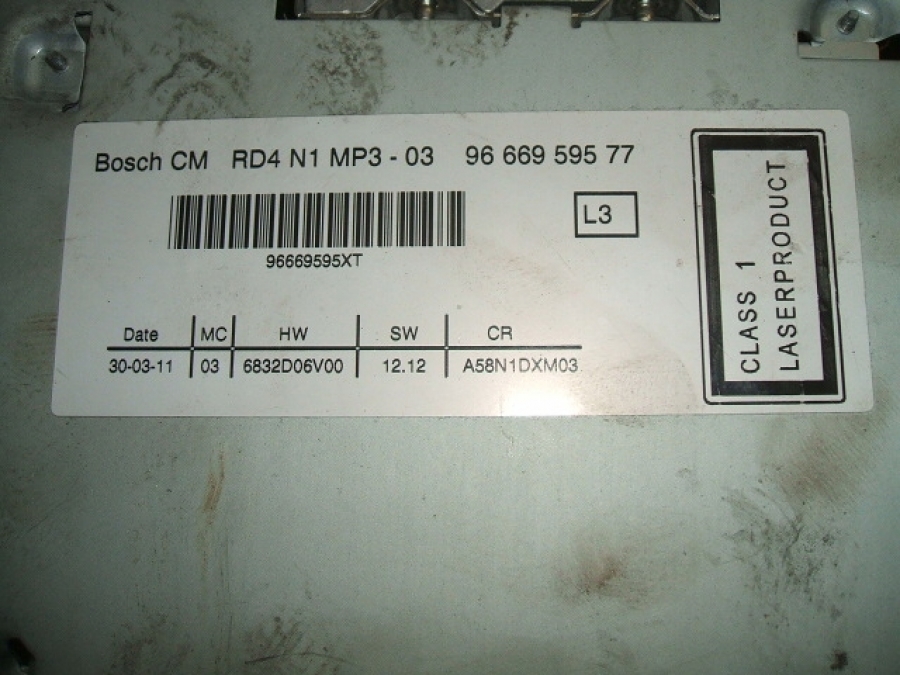 Bosch CM RD4 N1 MP3 - 03 96 669 595 77
L3
96669595XT
Date MC HW SW CR
30-03-11 03 6832D06V00 12.12 A58N1DXM03
CLASS 1
LASERPRODUCT